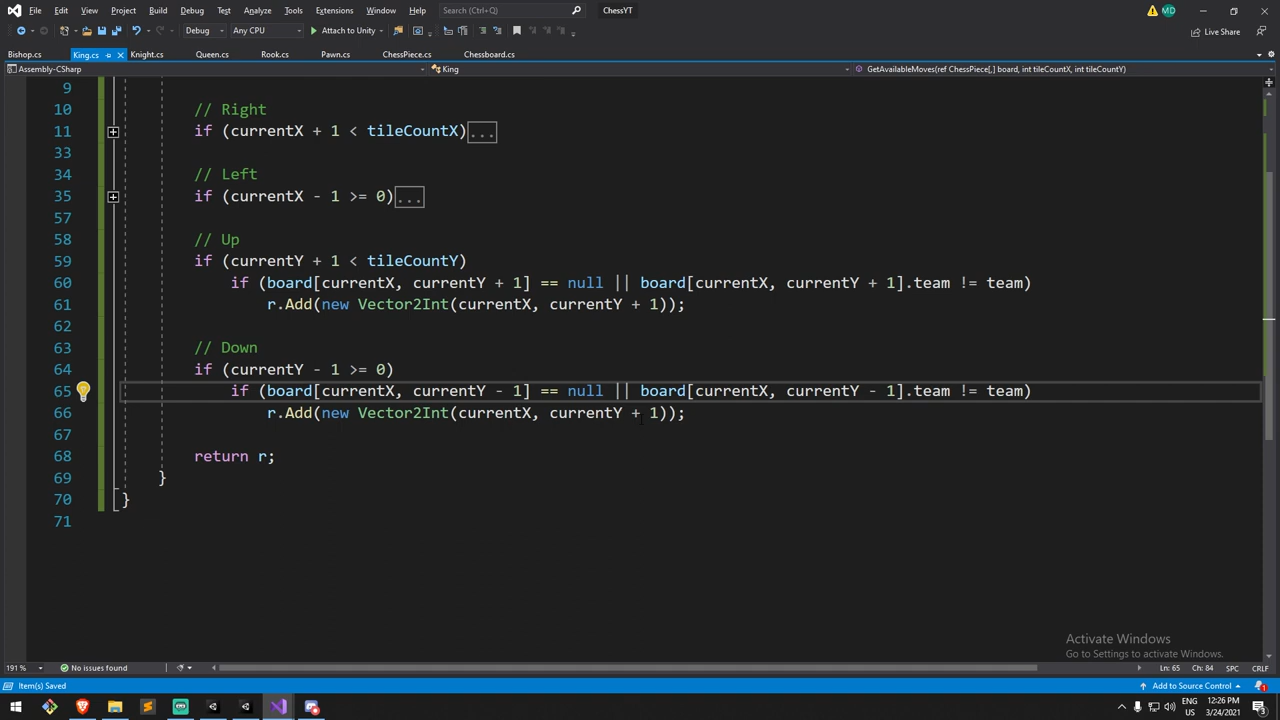 File Edit View Git Project Build Debug Test Analyze Tools Extensions Window Help Search (Ctrl+Q) ChessYT MD
Debug Any CPU Attach to Unity Live Share
Bishop.cs King.cs Knight.cs Queen.cs Rook.cs Pawn.cs ChessPiece.cs Chessboard.cs
Assembly-CSharp King GetAvailableMoves(ref ChessPiece[,] board, int tileCountX, int tileCountY)
9
10 // Right
11 if (currentX + 1 < tileCountX)...
33
34 // Left
35 if (currentX - 1 >= 0)...
57
58 // Up
59 if (currentY + 1 < tileCountY)
60 if (board[currentX, currentY + 1] == null || board[currentX, currentY + 1].team != team)
61 r.Add(new Vector2Int(currentX, currentY + 1));
62
63 // Down
64 if (currentY - 1 >= 0)
65 if (board[currentX, currentY - 1] == null || board[currentX, currentY - 1].team != team)
66 r.Add(new Vector2Int(currentX, currentY + 1));
67
68 return r;
69 }
70 }
71
Activate Windows
Go to Settings to activate Windows.
191 % No issues found Ln: 65 Ch: 84 SPC CRLF
Item(s) Saved Add to Source Control 1
ENG 12:26 PM
US 3/24/2021 3